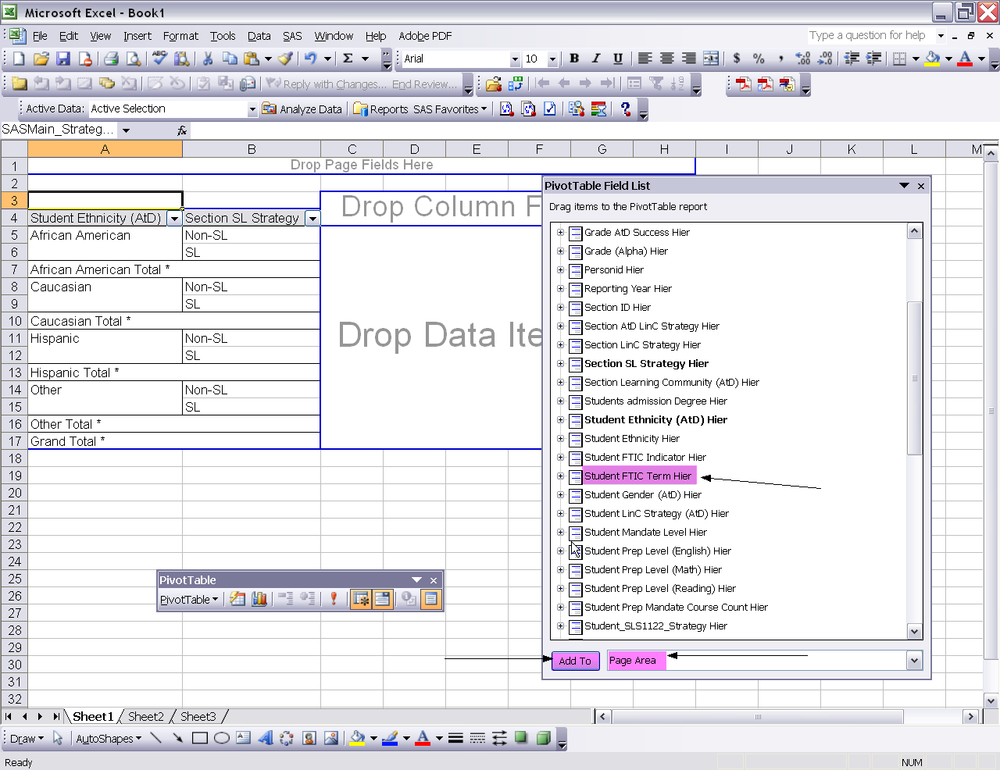 Microsoft Excel - Book1
File Edit View Insert Format Tools Data SAS Window Help Adobe PDF
Type a question for help
Arial 10 B I U $ % ,
Reply with Changes... End Review...
Active Data: Active Selection Analyze Data Reports SAS Favorites
SASMain_Strateg... fx
A B C D E F G H I J K L M
1 Drop Page Fields Here
2
3 Drop Column F
4 Student Ethnicity (AtD) Section SL Strategy
5 African American Non-SL
6 SL
7 African American Total *
8 Caucasian Non-SL
9 SL
10 Caucasian Total *
11 Hispanic Non-SL
12 SL
13 Hispanic Total *
14 Other Non-SL
15 SL
16 Other Total *
17 Grand Total *
Drop Data Ite
18
19
20
21
22
23
24
25
26
27
28
29
30
31
32
PivotTable Field List
Drag items to the PivotTable report
Grade AtD Success Hier
Grade (Alpha) Hier
Personid Hier
Reporting Year Hier
Section ID Hier
Section AtD LinC Strategy Hier
Section LinC Strategy Hier
Section SL Strategy Hier
Section Learning Community (AtD) Hier
Students admission Degree Hier
Student Ethnicity (AtD) Hier
Student Ethnicity Hier
Student FTIC Indicator Hier
Student FTIC Term Hier
Student Gender (AtD) Hier
Student LinC Strategy (AtD) Hier
Student Mandate Level Hier
Student Prep Level (English) Hier
Student Prep Level (Math) Hier
Student Prep Level (Reading) Hier
Student Prep Mandate Course Count Hier
Student_SLS1122_Strategy Hier
Add To Page Area
PivotTable
PivotTable
Sheet1 Sheet2 Sheet3
Draw AutoShapes
Ready NUM